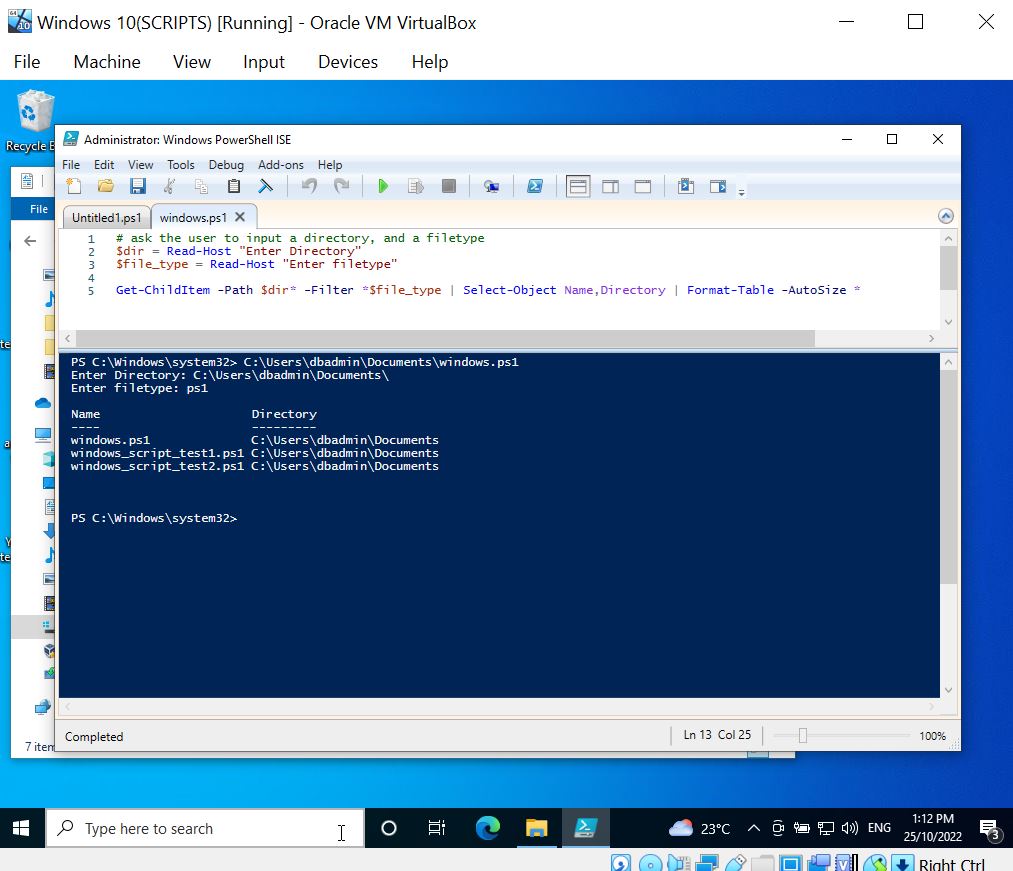 Windows 10(SCRIPTS) [Running] - Oracle VM VirtualBox
File Machine View Input Devices Help
Recycle
Administrator: Windows PowerShell ISE
File Edit View Tools Debug Add-ons Help
File
Untitled1.ps1 windows.ps1
1 # ask the user to input a directory, and a filetype
2 $dir = Read-Host "Enter Directory"
3 $file_type = Read-Host "Enter filetype"
4
5 Get-ChildItem -Path $dir* -Filter *$file_type | Select-Object Name,Directory | Format-Table -AutoSize *
PS C:\Windows\system32> C:\Users\dbadmin\Documents\windows.ps1
Enter Directory: C:\Users\dbadmin\Documents\
Enter filetype: ps1
Name Directory
---- ---------
windows.ps1 C:\Users\dbadmin\Documents
windows_script_test1.ps1 C:\Users\dbadmin\Documents
windows_script_test2.ps1 C:\Users\dbadmin\Documents
PS C:\Windows\system32>
Completed Ln 13 Col 25 100%
7 item
Type here to search
23°C ENG 1:12 PM
25/10/2022
3
Right Ctrl